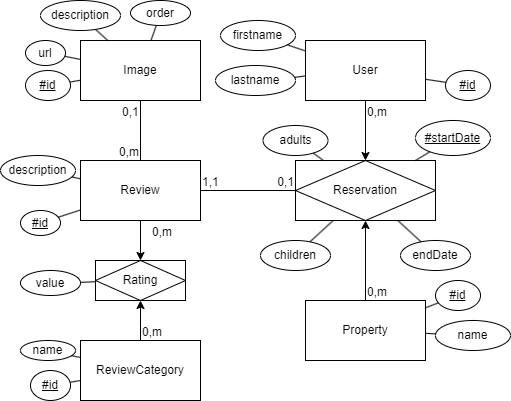 description
order
url
#id
Image
0,1
firstname
lastname
User
#id
0,m
0,m
description
#id
Review
1,1
0,1
adults
#startDate
Reservation
children
endDate
0,m
value
Rating
0,m
0,m
#id
name
Property
name
#id
ReviewCategory